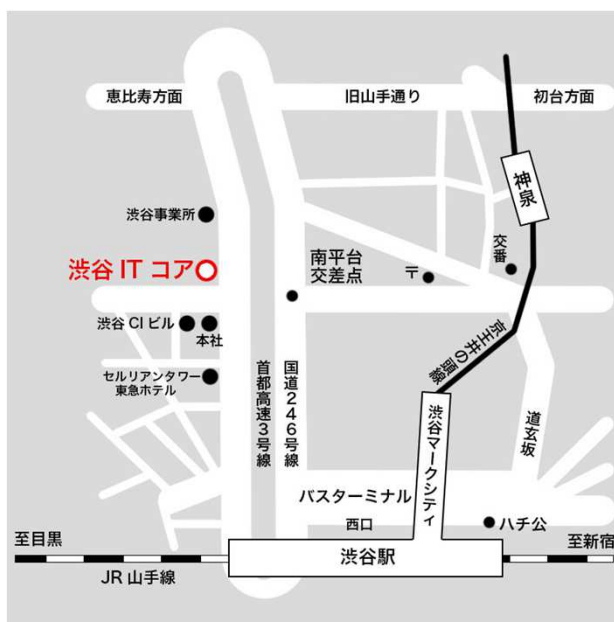 恵比寿方面
旧山手通り
初台方面
神泉
渋谷事業所
交番
渋谷 IT コア
南平台
交差点
〒
渋谷 CI ビル
本社
京王井の頭線
セルリアンタワー
東急ホテル
首都高速3号線
国道246号線
渋谷マークシティ
道玄坂
バスターミナル
西口
ハチ公
至目黒
渋谷駅
至新宿
JR 山手線